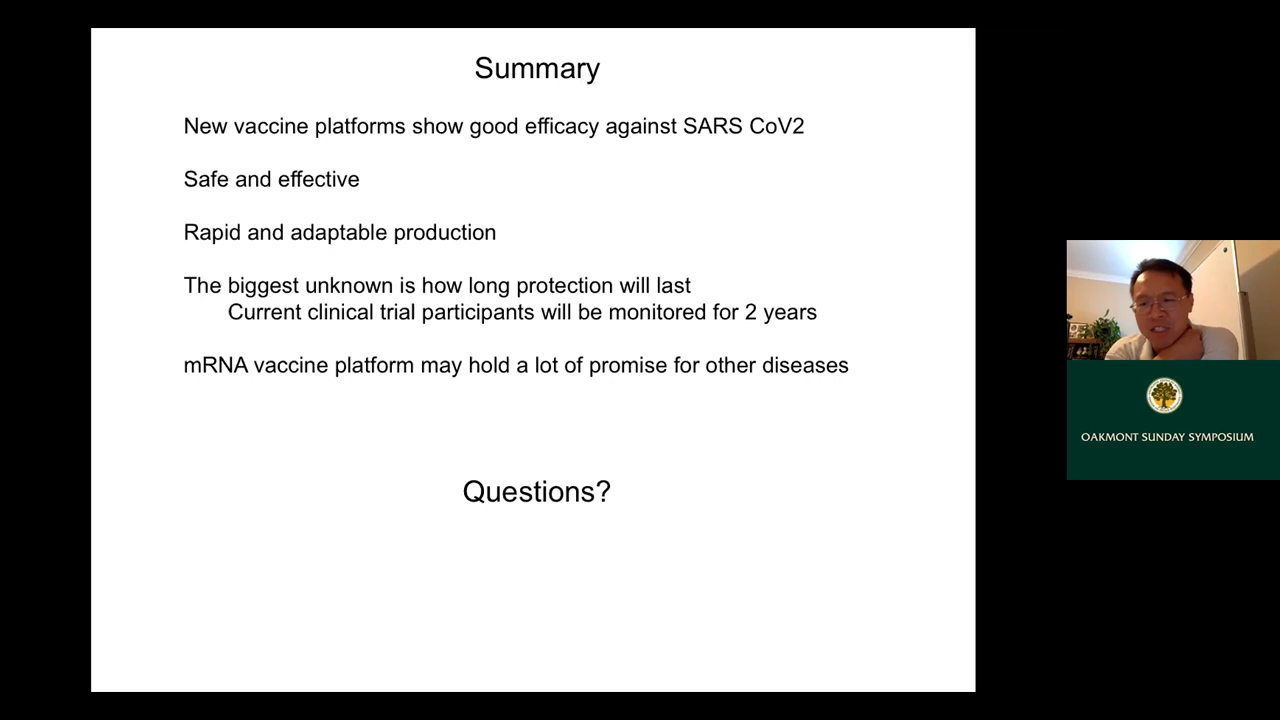 Summary
New vaccine platforms show good efficacy against SARS CoV2
Safe and effective
Rapid and adaptable production
The biggest unknown is how long protection will last
Current clinical trial participants will be monitored for 2 years
mRNA vaccine platform may hold a lot of promise for other diseases
Questions?
OAKMONT SUNDAY SYMPOSIUM